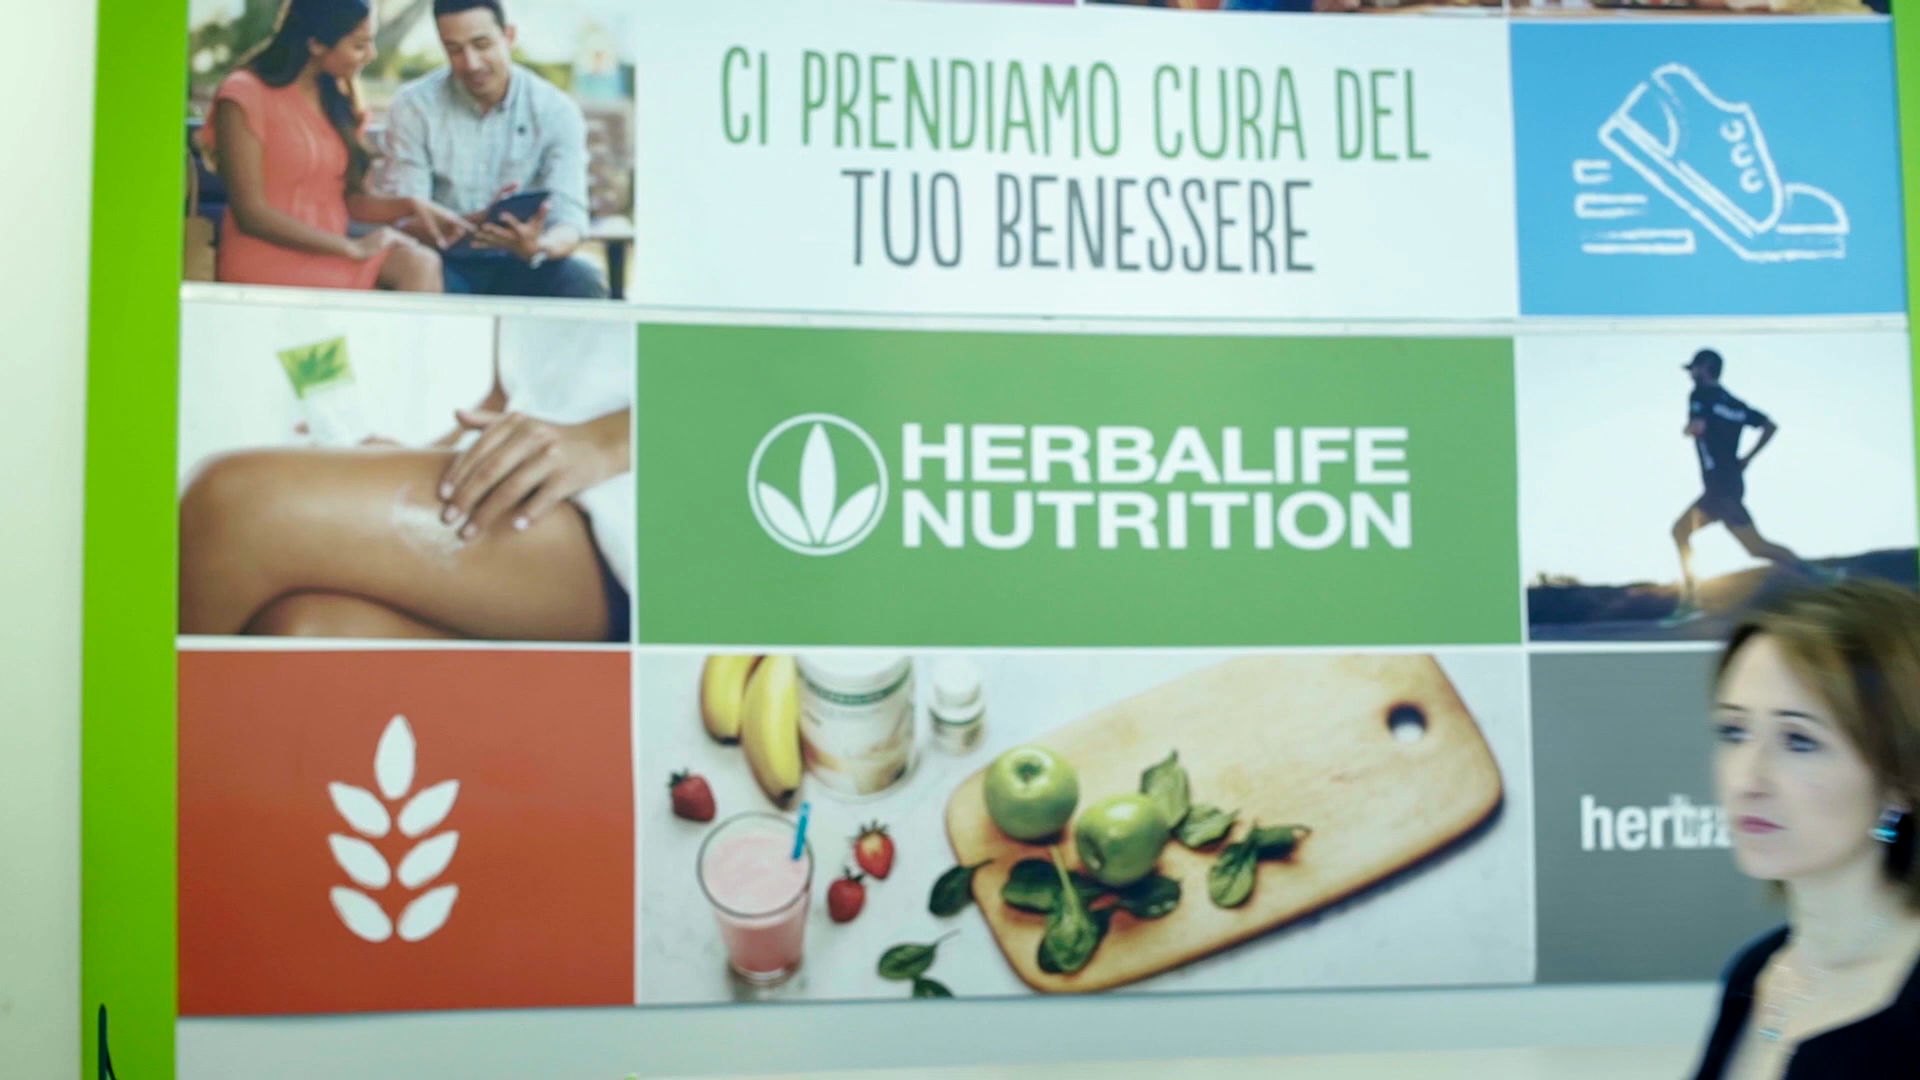 CI PRENDIAMO CURA DEL
TUO BENESSERE
HERBALIFE
NUTRITION